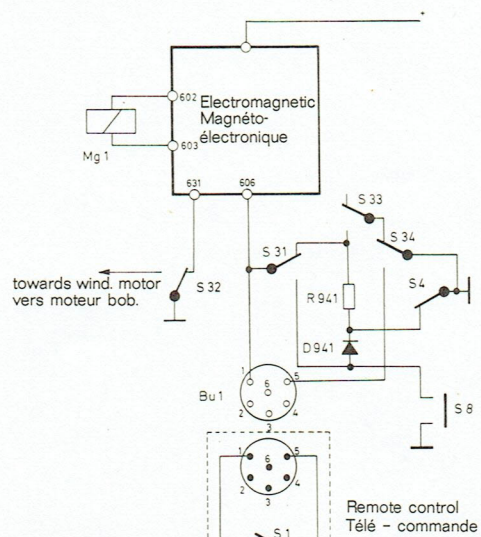 +
602
Electromagnetic
Magnéto-
électronique
603
Mg 1
631
606
S 33
S 31
S 34
towards wind. motor
vers moteur bob.
S 32
R 941
S 4
D 941
1
6
5
Bu 1
2
4
3
S 8
1
6
5
2
4
3
Remote control
Télé - commande
S 1